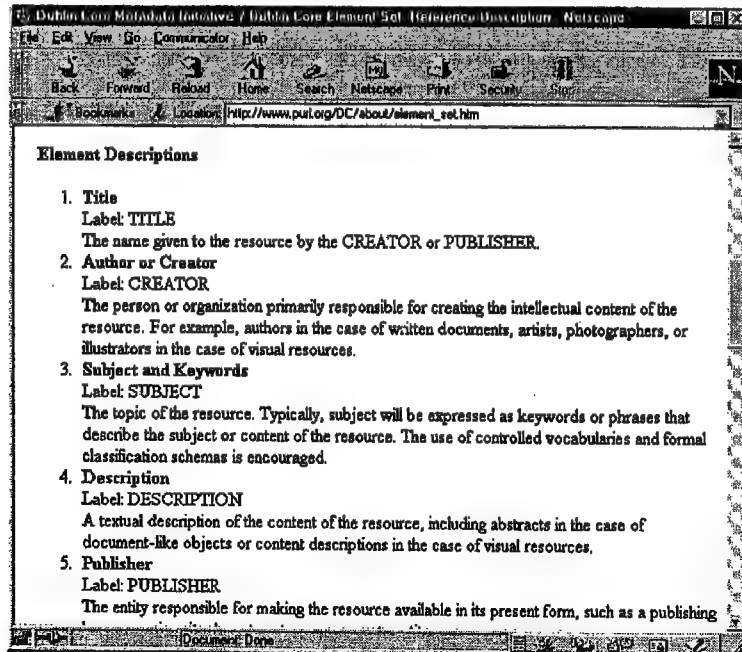 Dublin Core Metadata Initiative / Dublin Core Element Set: Reference Description - Netscape
File Edit View Go Communicator Help
Back Forward Reload Home Search Netscape Print Security Stop
Bookmarks Location: http://www.purl.org/DC/about/element_set.htm
Element Descriptions
1. Title
Label: TITLE
The name given to the resource by the CREATOR or PUBLISHER.
2. Author or Creator
Label: CREATOR
The person or organization primarily responsible for creating the intellectual content of the
resource. For example, authors in the case of written documents, artists, photographers, or
illustrators in the case of visual resources.
3. Subject and Keywords
Label: SUBJECT
The topic of the resource. Typically, subject will be expressed as keywords or phrases that
describe the subject or content of the resource. The use of controlled vocabularies and formal
classification schemas is encouraged.
4. Description
Label: DESCRIPTION
A textual description of the content of the resource, including abstracts in the case of
document-like objects or content descriptions in the case of visual resources.
5. Publisher
Label: PUBLISHER
The entity responsible for making the resource available in its present form, such as a publishing
Document: Done